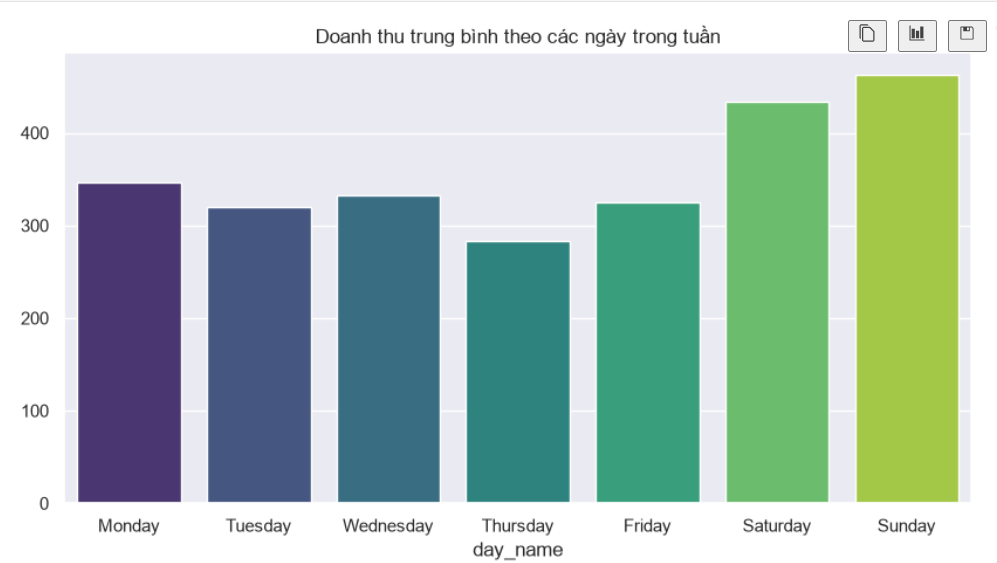 Doanh thu trung bình theo các ngày trong tuần
400
300
200
100
0
Monday Tuesday Wednesday Thursday Friday Saturday Sunday
day_name